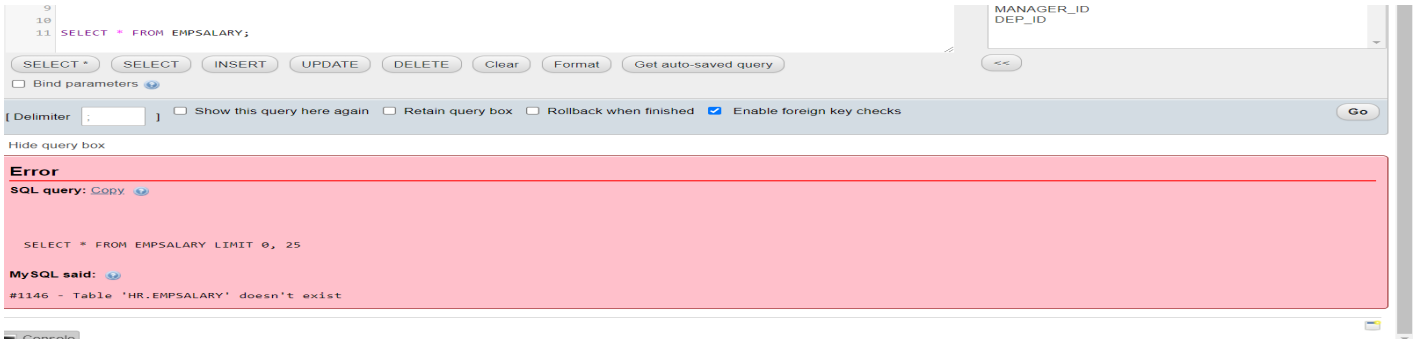 9
MANAGER_ID
10
DEP_ID
11 SELECT * FROM EMPSALARY;
SELECT * SELECT INSERT UPDATE DELETE Clear Format Get auto-saved query <<
Bind parameters
[ Delimiter ; ] Show this query here again Retain query box Rollback when finished Enable foreign key checks Go
Hide query box
Error
SQL query: Copy
SELECT * FROM EMPSALARY LIMIT 0, 25
MySQL said:
#1146 - Table 'HR.EMPSALARY' doesn't exist
Console